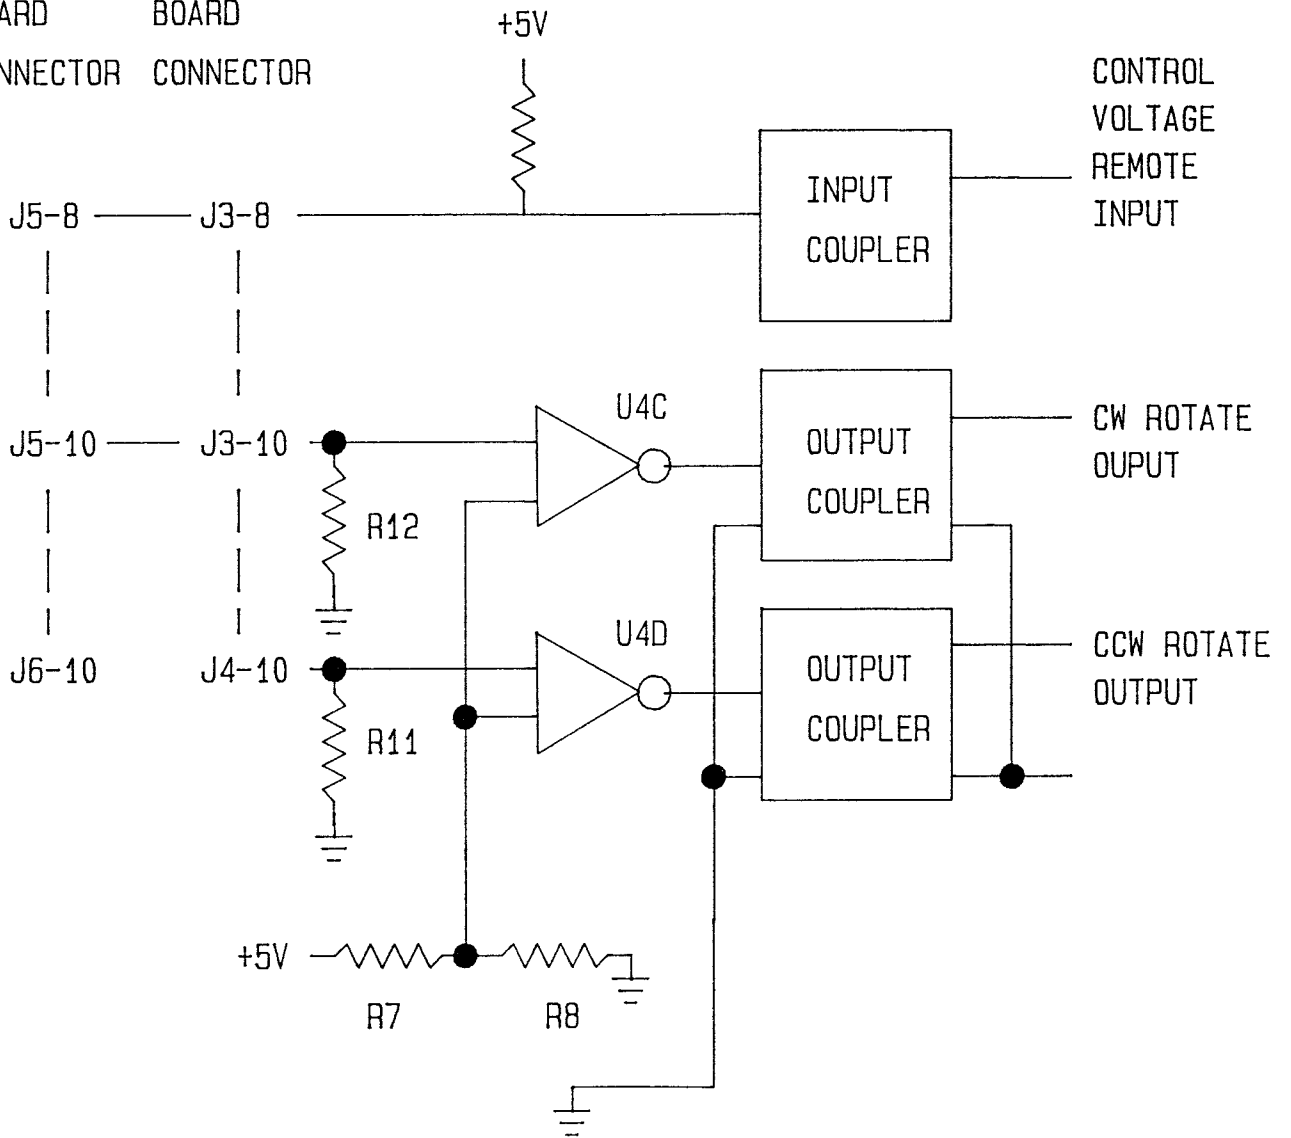 ARD BOARD
NNECTOR CONNECTOR
+5V
CONTROL
VOLTAGE
REMOTE
INPUT
INPUT
COUPLER
J5-8 J3-8
U4C
CW ROTATE
OUPUT
OUTPUT
COUPLER
J5-10 J3-10
R12
U4D
CCW ROTATE
OUTPUT
OUTPUT
COUPLER
J6-10 J4-10
R11
+5V
R7 R8